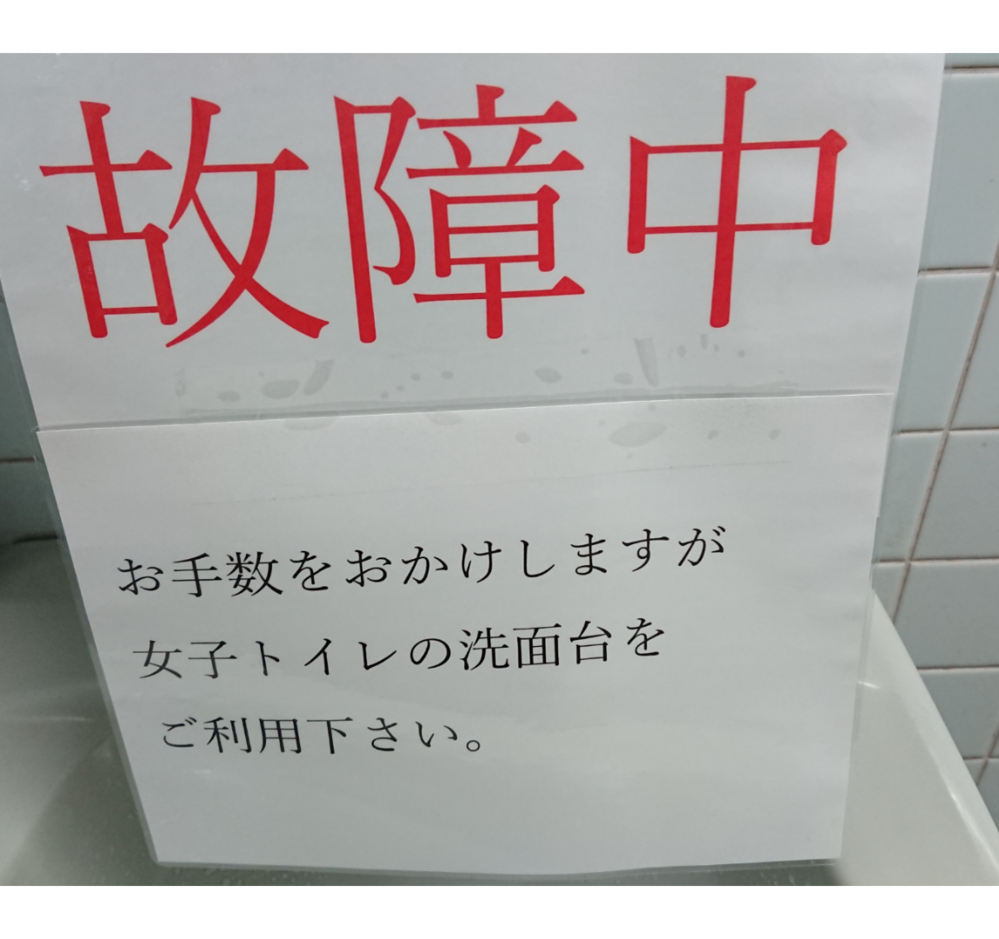 故障中
お手数をおかけしますが
女子トイレの洗面台を
ご利用下さい。